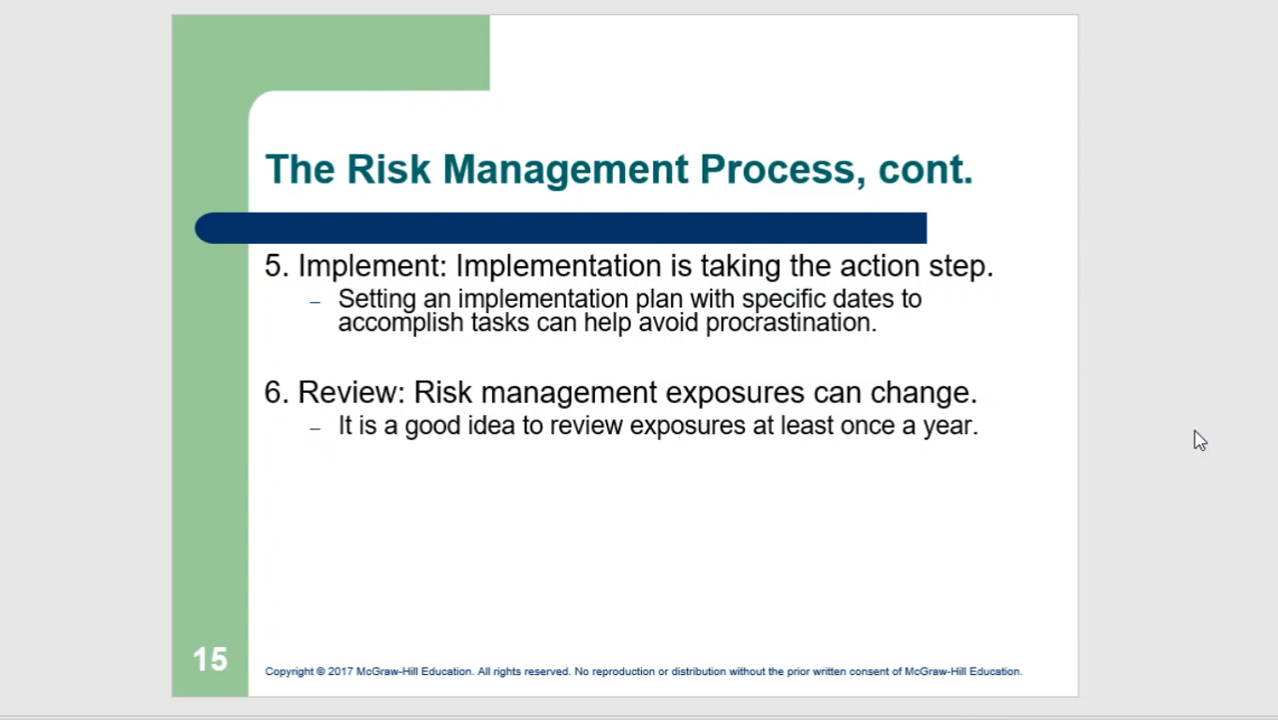 The Risk Management Process, cont.
5. Implement: Implementation is taking the action step.
– Setting an implementation plan with specific dates to
accomplish tasks can help avoid procrastination.
6. Review: Risk management exposures can change.
– It is a good idea to review exposures at least once a year.
15
Copyright © 2017 McGraw-Hill Education. All rights reserved. No reproduction or distribution without the prior written consent of McGraw-Hill Education.